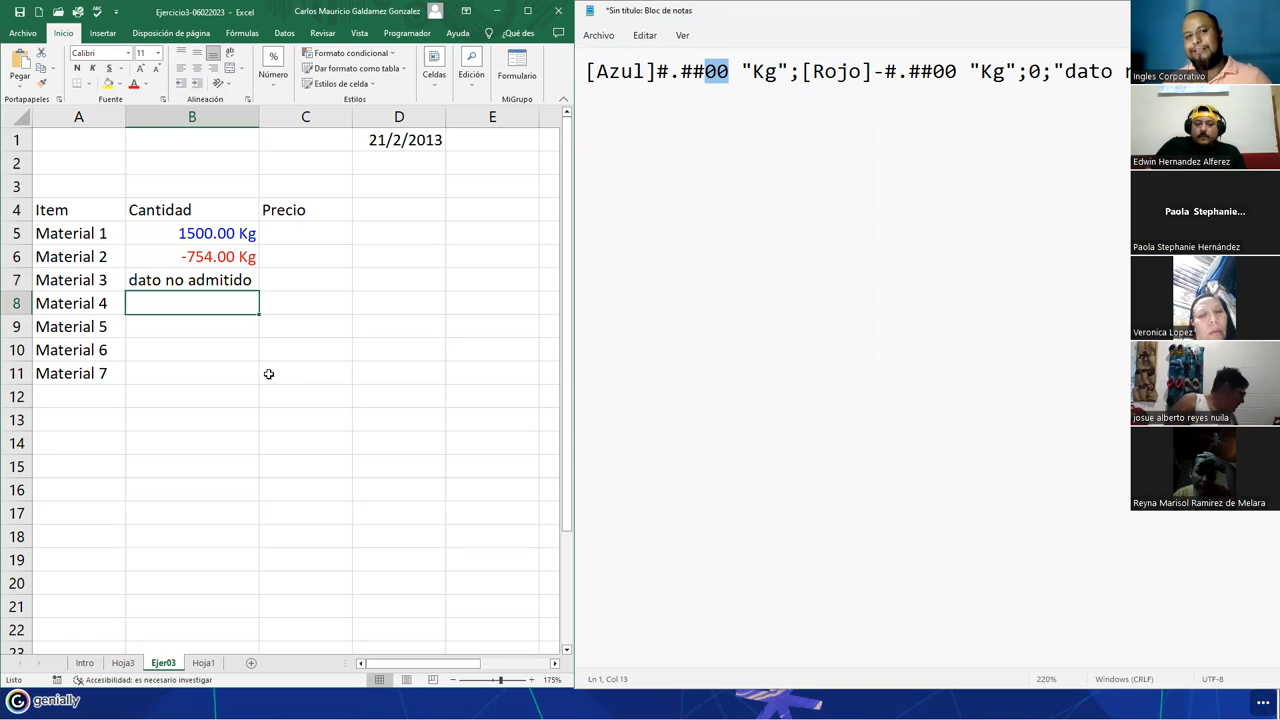 Ejercicio3-06022023 - Excel
Carlos Mauricio Galdamez Gonzalez
Archivo Inicio Insertar Disposición de página Fórmulas Datos Revisar Vista Programador Ayuda ¿Qué des
Pegar
Portapapeles
Calibri 11
N K S
Fuente
Alineación
%
Número
Formato condicional
Dar formato como tabla
Estilos de celda
Estilos
Celdas
Edición
Formulario
MiGrupo
A B C D E
1 21/2/2013
2
3
4 Item Cantidad Precio
5 Material 1 1500.00 Kg
6 Material 2 -754.00 Kg
7 Material 3 dato no admitido
8 Material 4
9 Material 5
10 Material 6
11 Material 7
12
13
14
15
16
17
18
19
20
21
22
23
Intro Hoja3 Ejer03 Hoja1
Listo Accesibilidad: es necesario investigar 175%
genially
*Sin título: Bloc de notas
Archivo Editar Ver
[Azul]#.##00 "Kg";[Rojo]-#.##00 "Kg";0;"dato
Ln 1, Col 13 220% Windows (CRLF) UTF-8
Ingles Corporativo
Edwin Hernandez Alferez
Paola Stephanie...
Paola Stephanie Hernández
Veronica Lopez
josue alberto reyes nuila
Reyna Marisol Ramirez de Melara